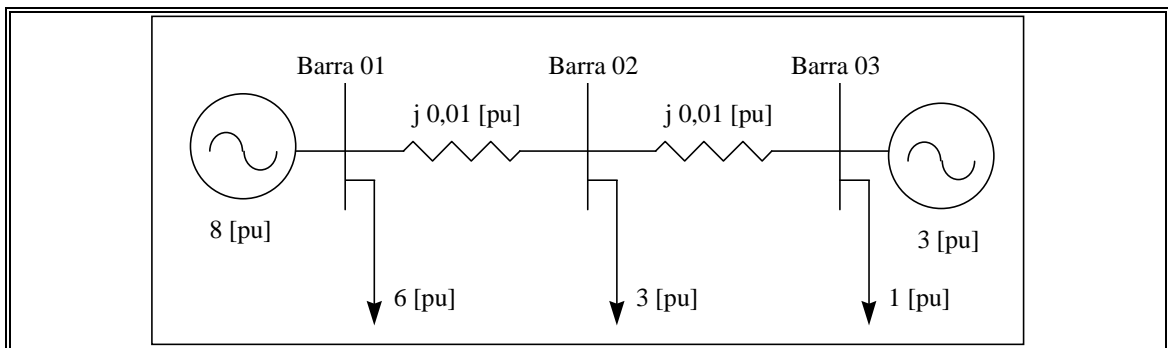 Barra 01
Barra 02
Barra 03
j 0,01 [pu]
j 0,01 [pu]
8 [pu]
3 [pu]
6 [pu]
3 [pu]
1 [pu]